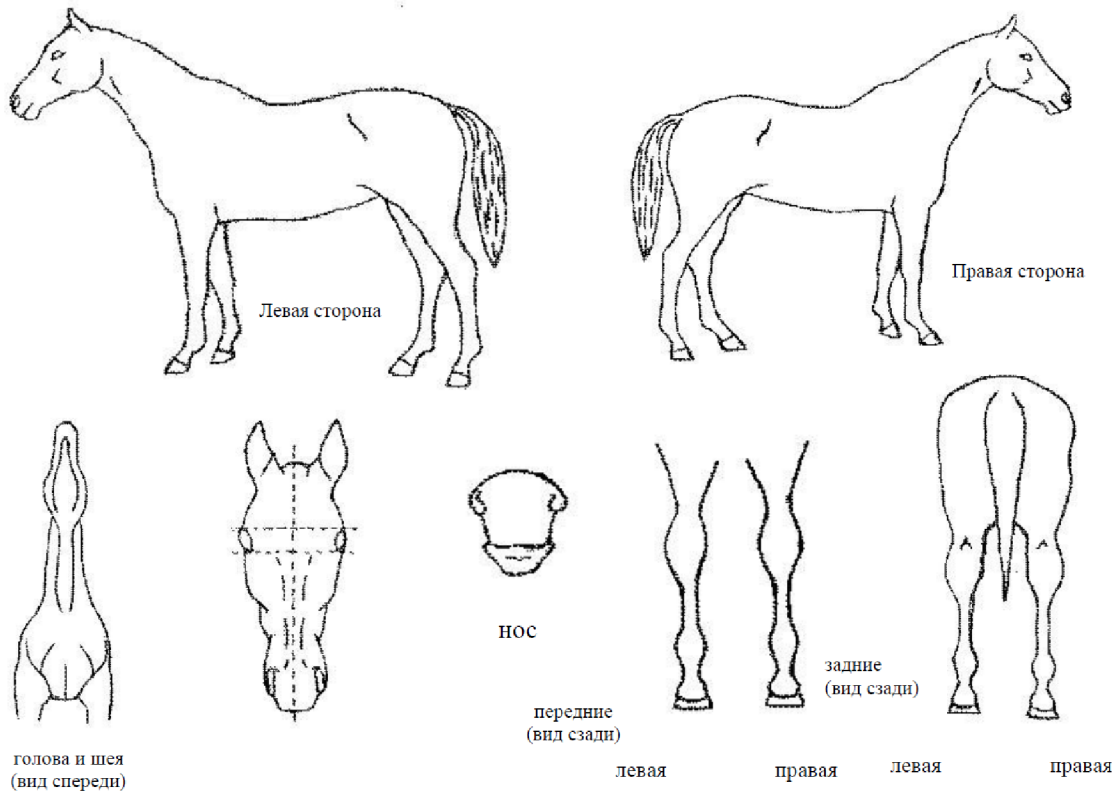 Левая сторона
Правая сторона
нос
голова и шея
(вид спереди)
передние
(вид сзади)
задние
(вид сзади)
левая
правая
левая
правая